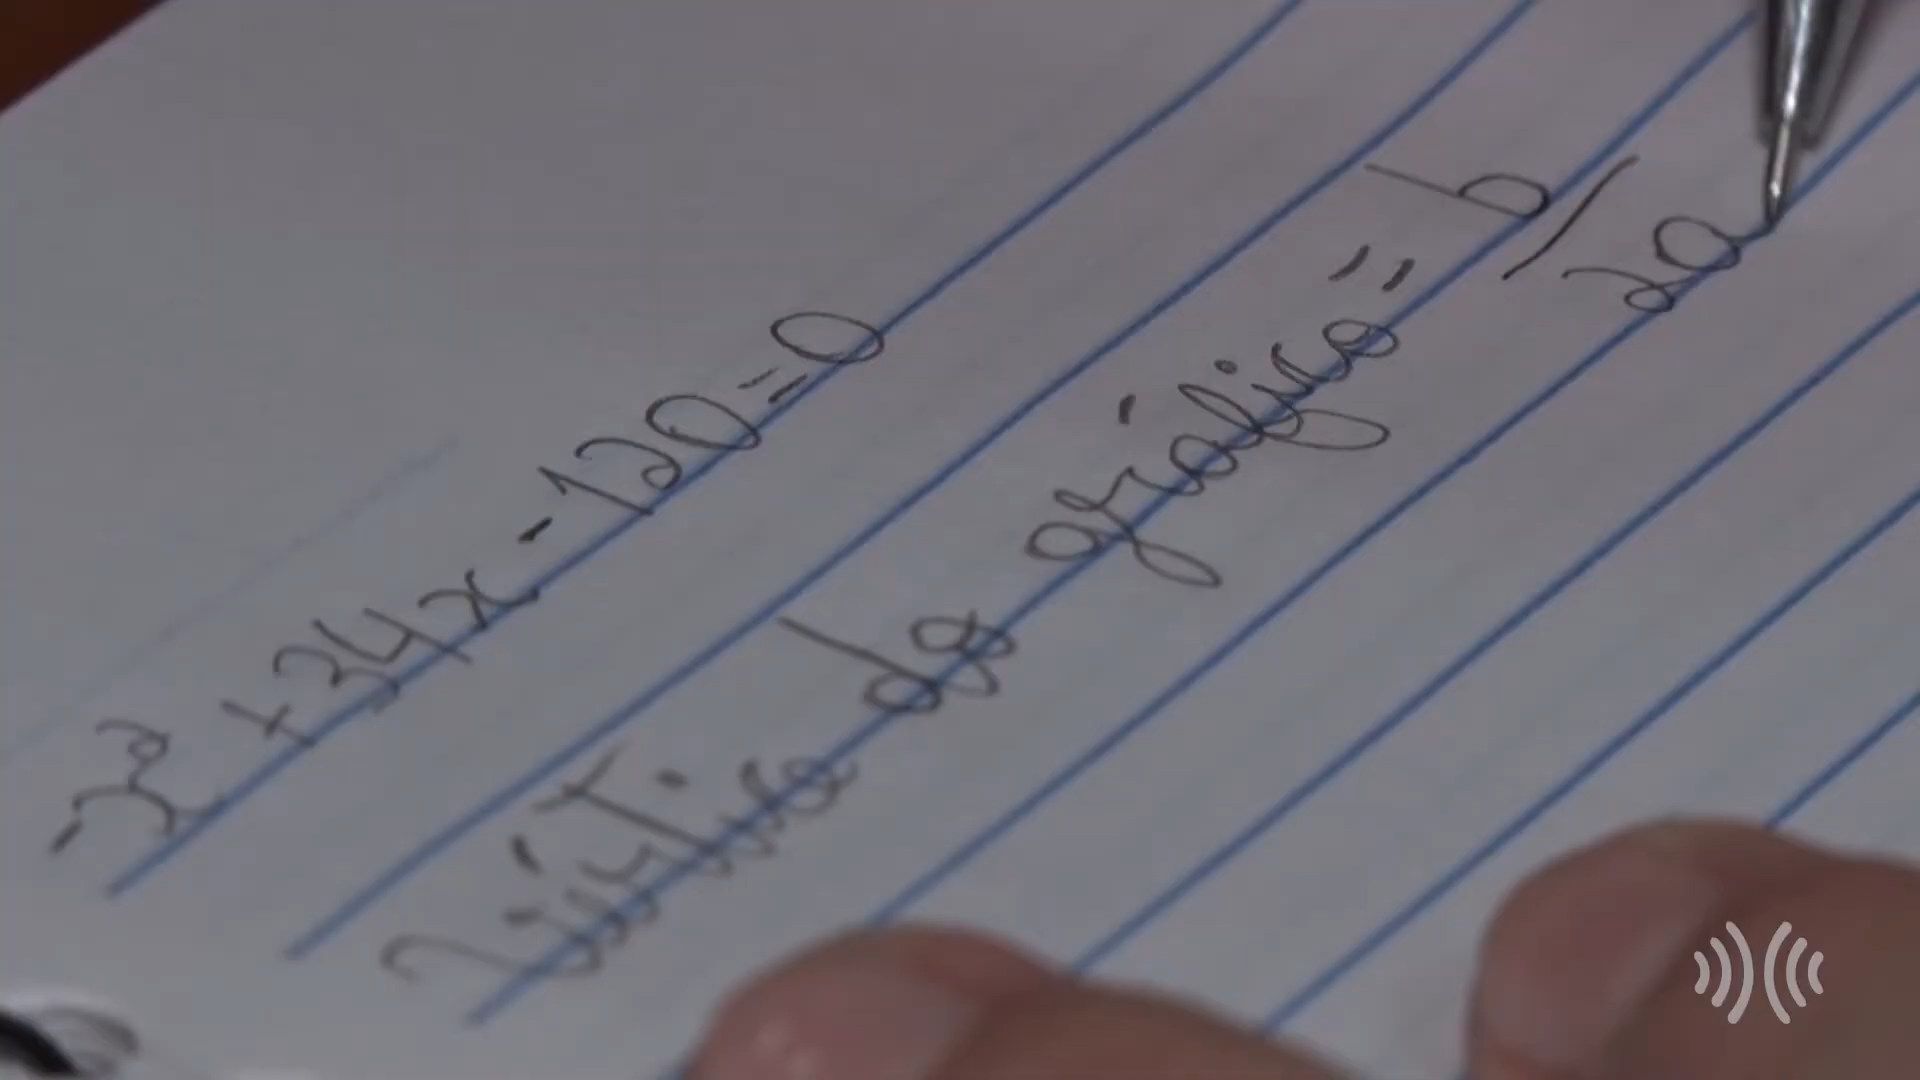 -x²+34x-120=0
Vértice do gráfico = b/2a